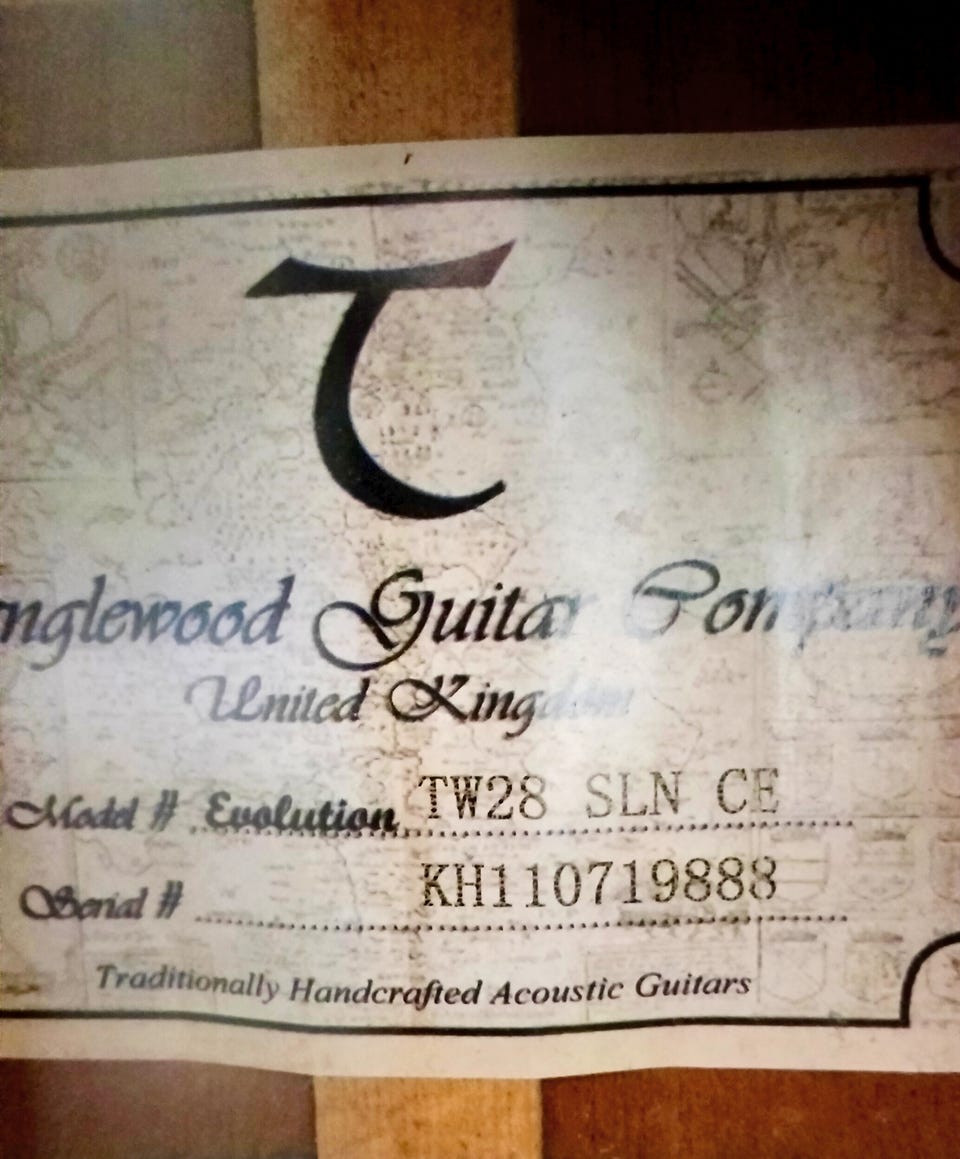 T
nglewood Guitar Company
United Kingdom
Model # Evolution TW28 SLN CE
Serial # KH110719888
Traditionally Handcrafted Acoustic Guitars